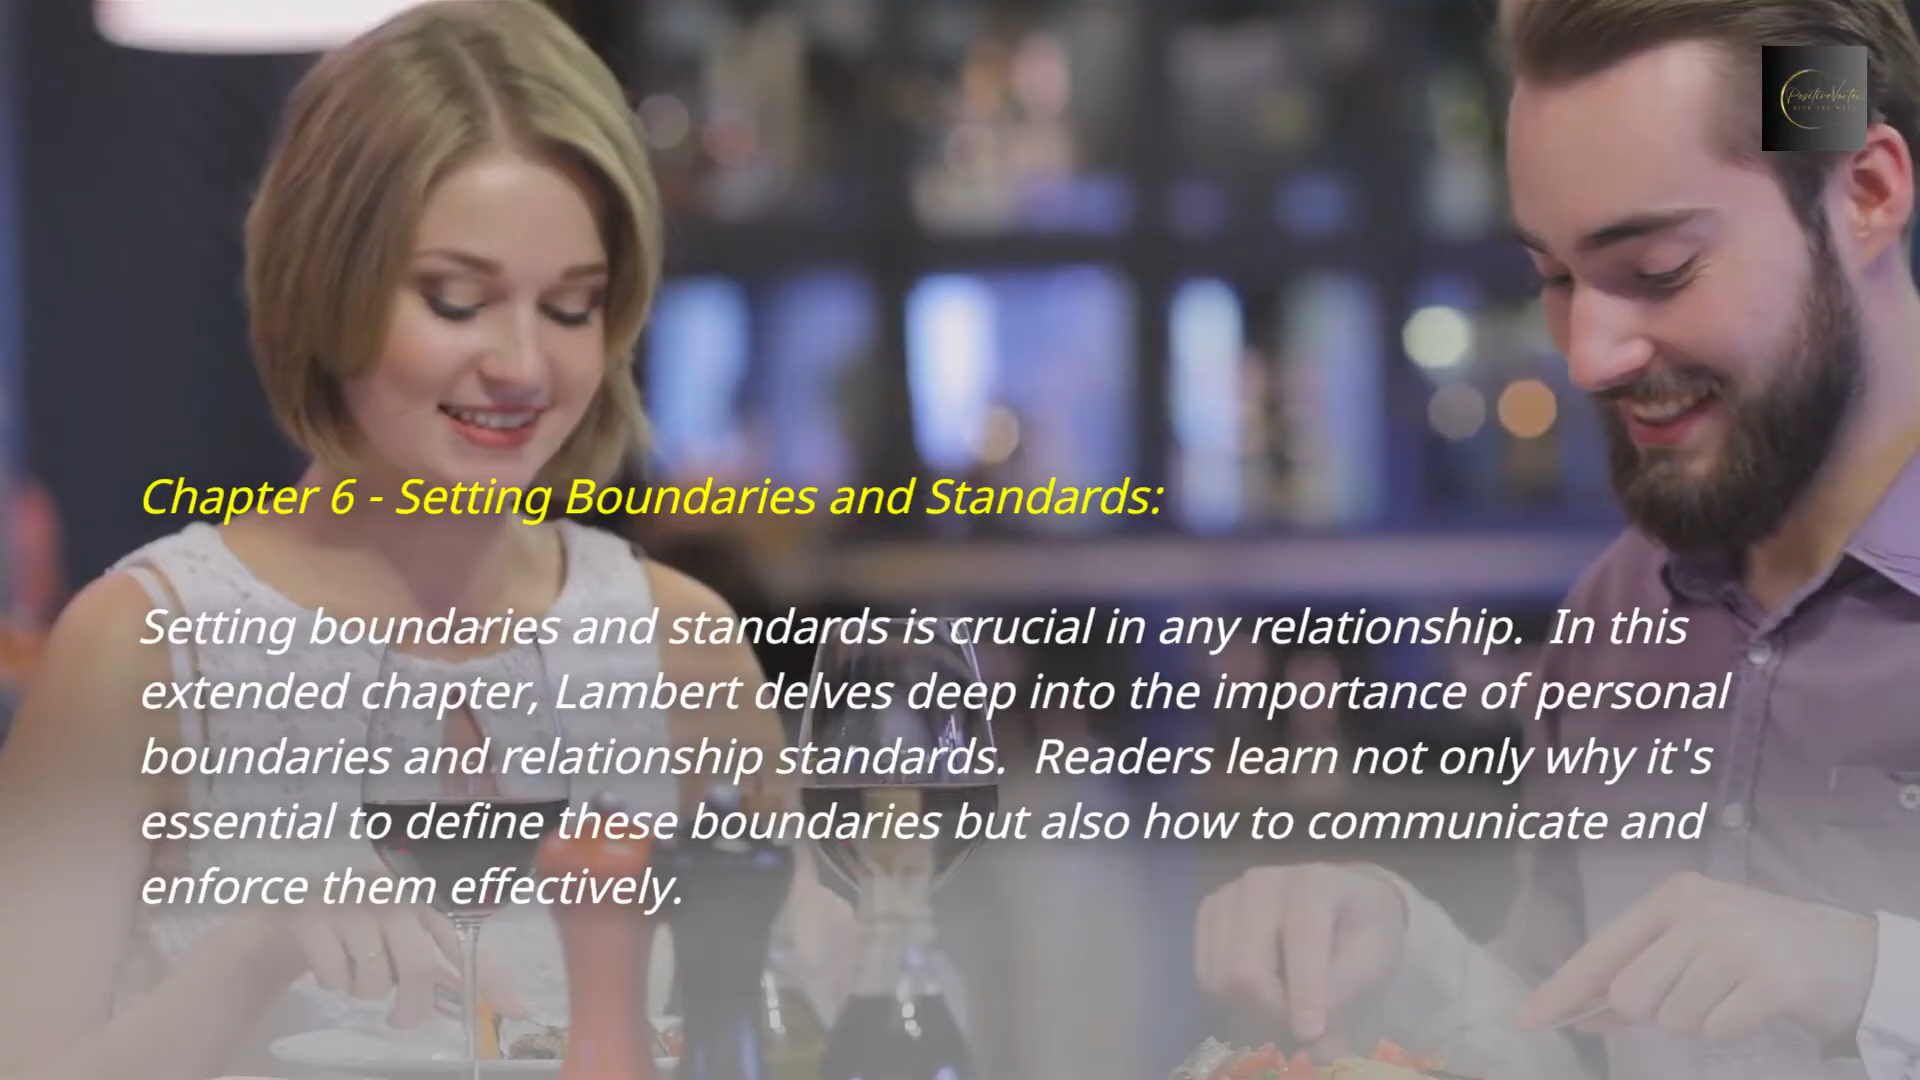 PositiveVortex
Chapter 6 - Setting Boundaries and Standards:
Setting boundaries and standards is crucial in any relationship.  In this
extended chapter, Lambert delves deep into the importance of personal
boundaries and relationship standards.  Readers learn not only why it's
essential to define these boundaries but also how to communicate and
enforce them effectively.